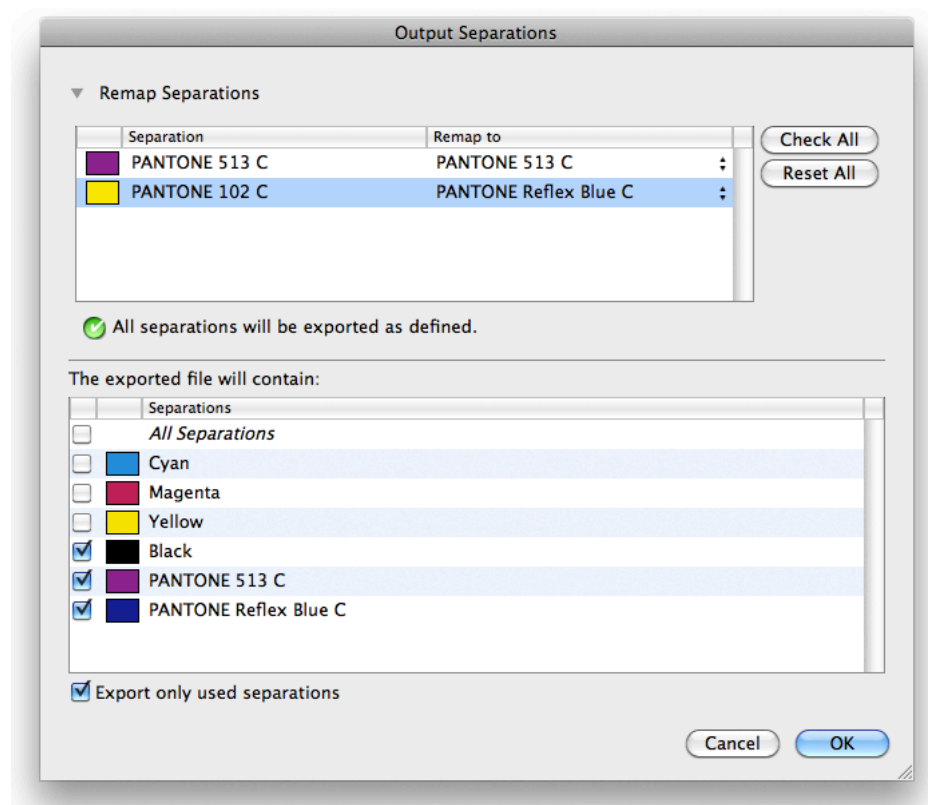 Output Separations
Remap Separations
Separation Remap to
PANTONE 513 C PANTONE 513 C
PANTONE 102 C PANTONE Reflex Blue C
Check All
Reset All
All separations will be exported as defined.
The exported file will contain:
Separations
All Separations
Cyan
Magenta
Yellow
Black
PANTONE 513 C
PANTONE Reflex Blue C
Export only used separations
Cancel OK